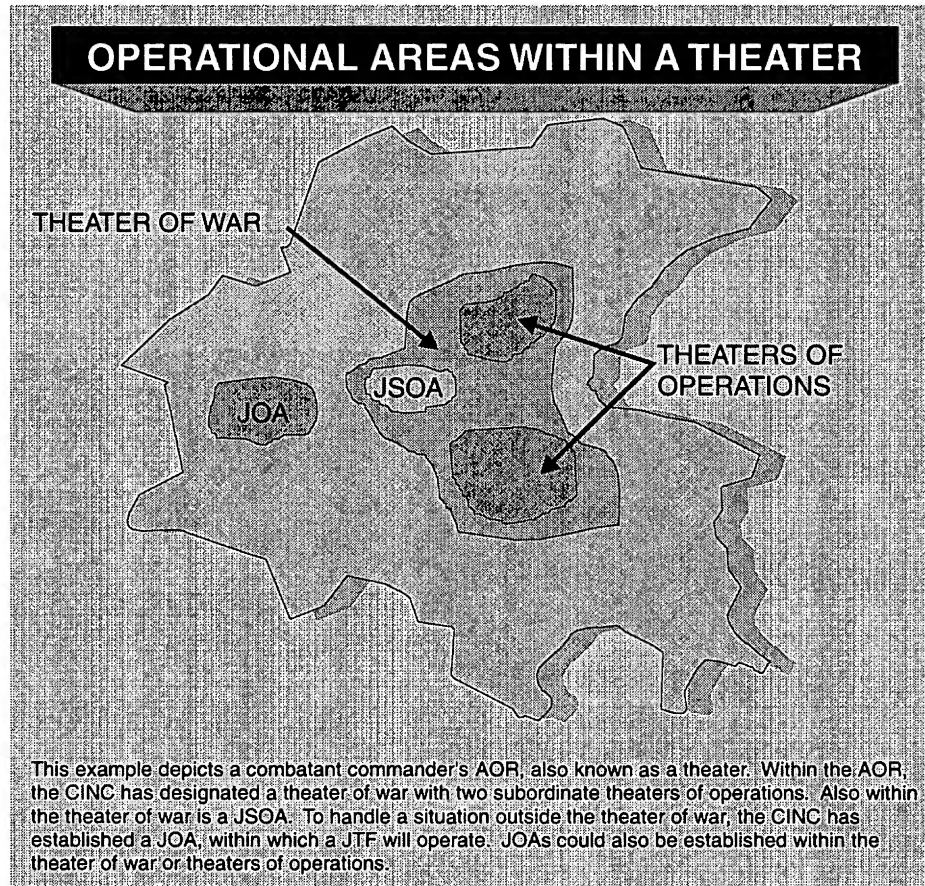 OPERATIONAL AREAS WITHIN A THEATER
THEATER OF WAR
THEATERS OF
OPERATIONS
JSOA
JOA
This example depicts a combatant commander's AOR, also known as a theater. Within the AOR,
the CINC has designated a theater of war with two subordinate theaters of operations. Also within
the theater of war is a JSOA. To handle a situation outside the theater of war, the CINC has
established a JOA, within which a JTF will operate. JOAs could also be established within the
theater of war or theaters of operations.